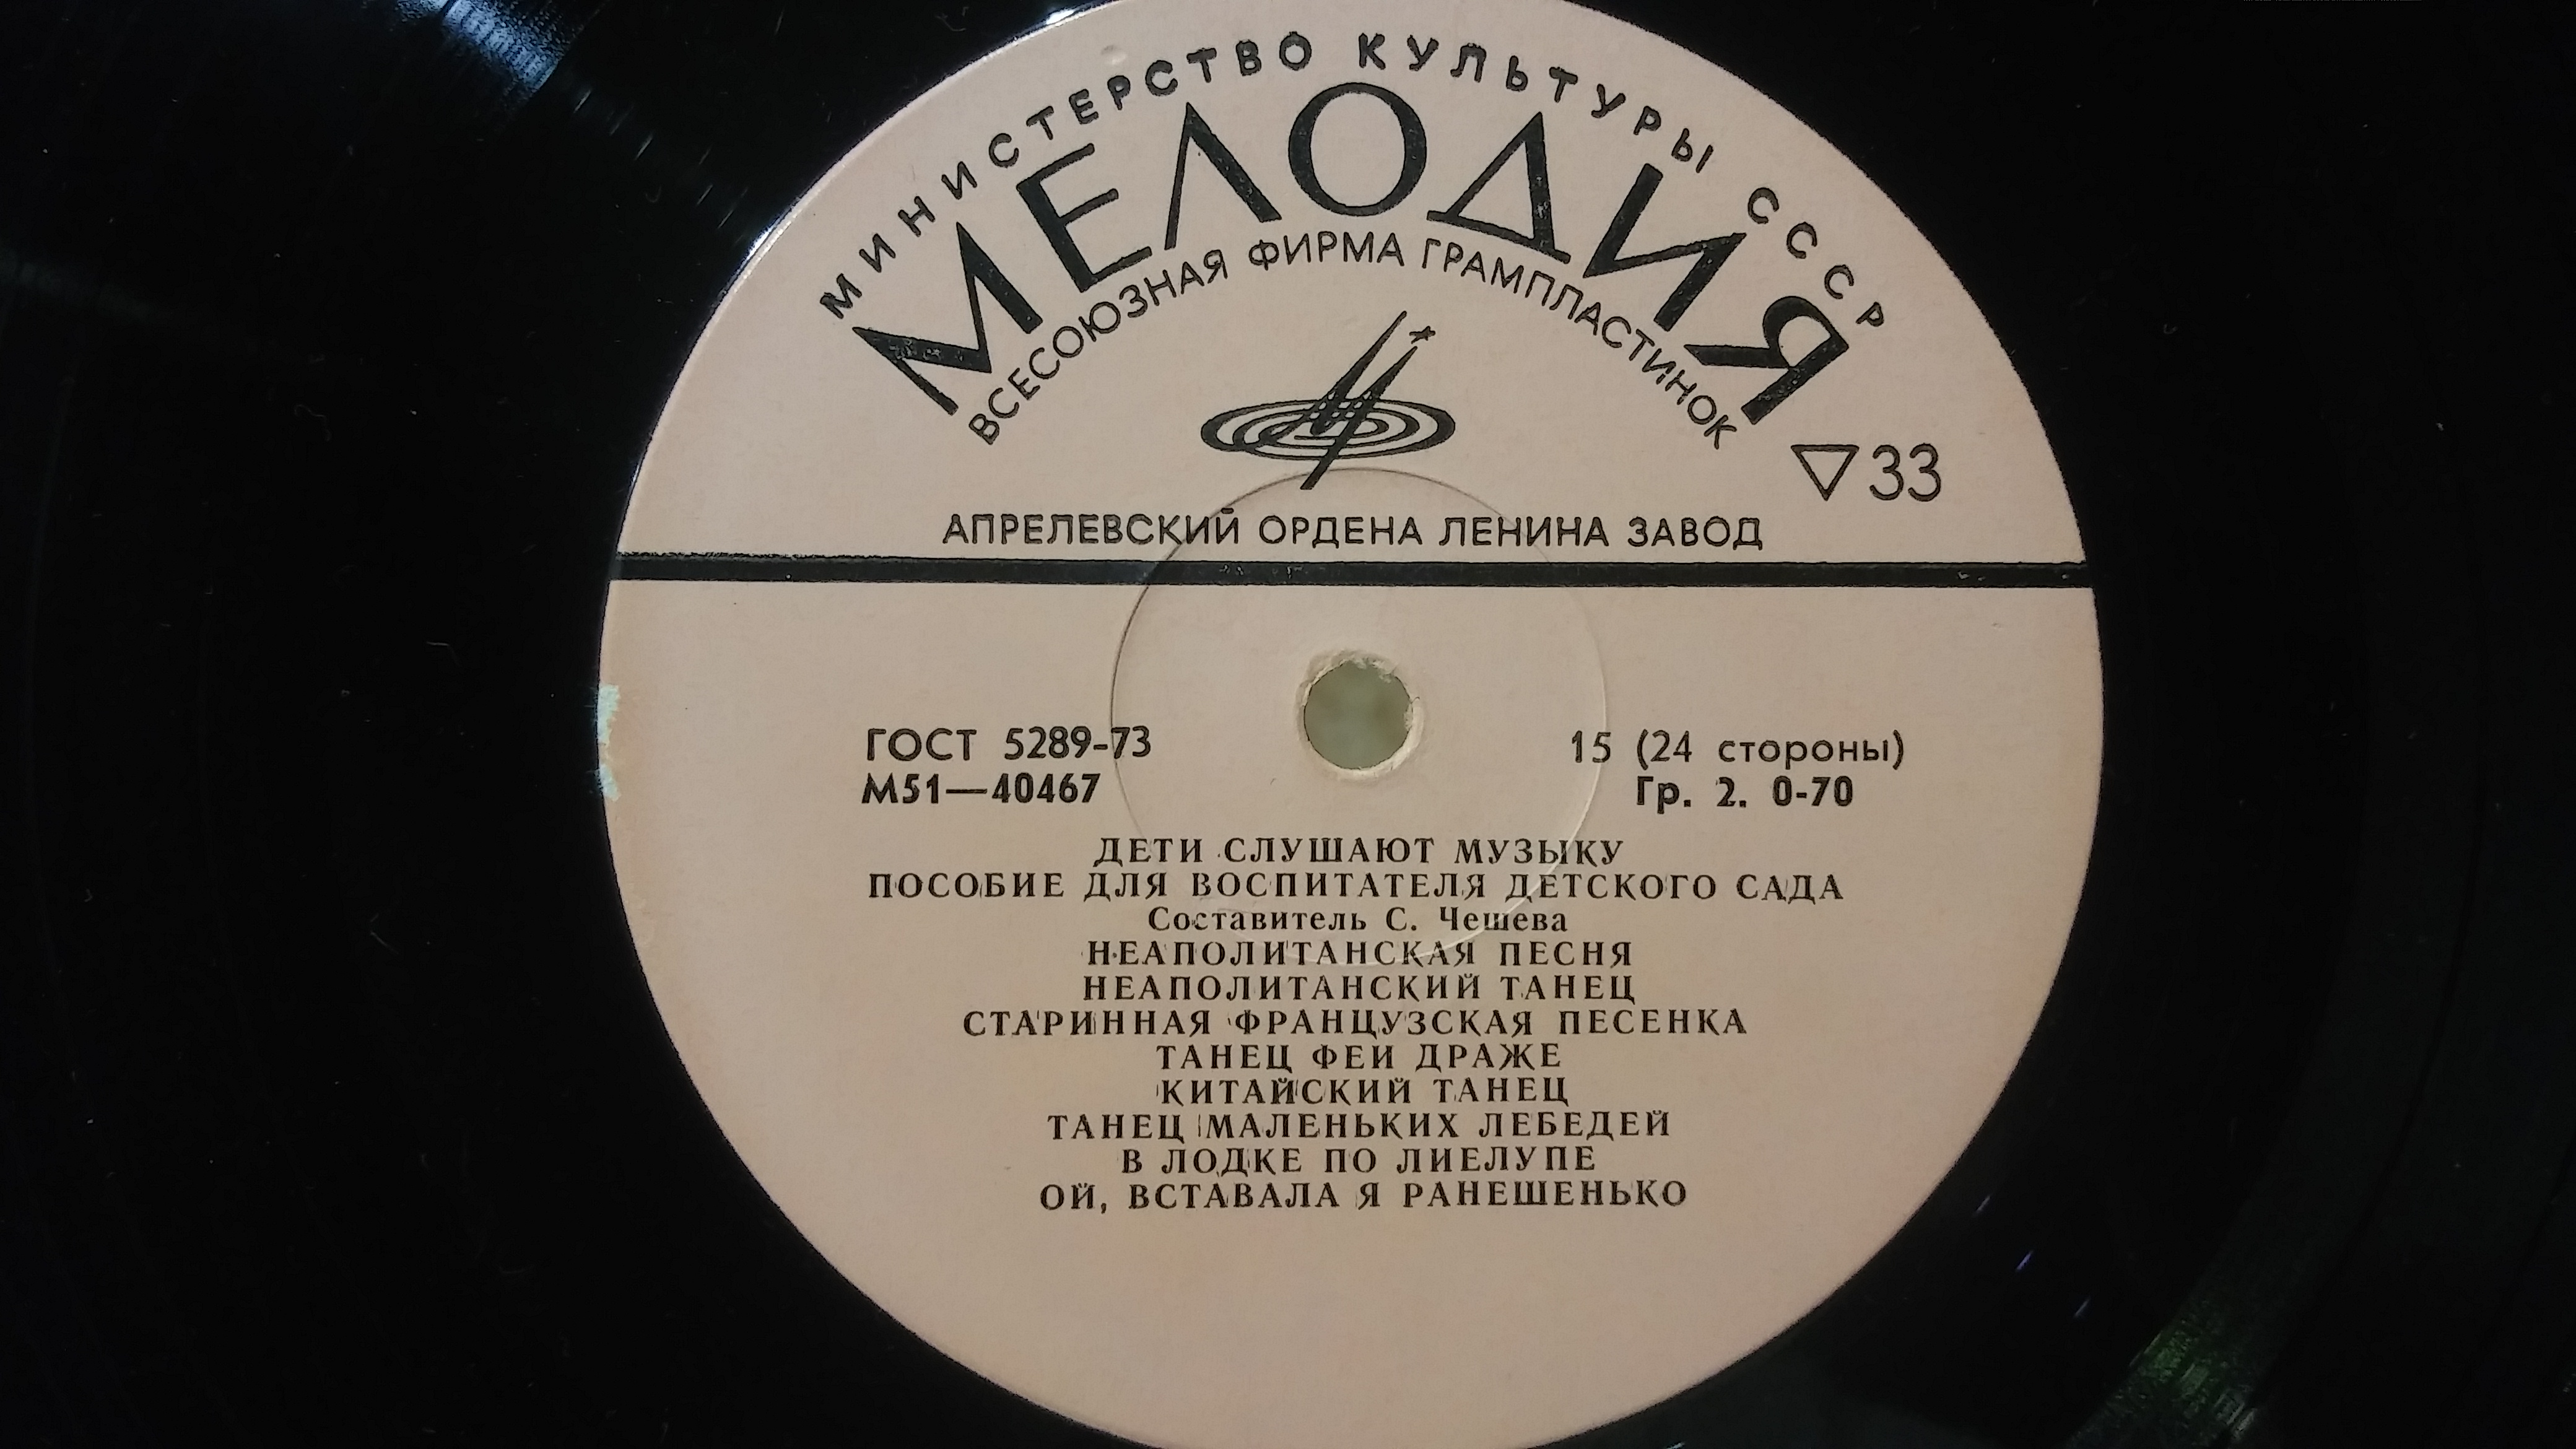 МИНИСТЕРСТВО КУЛЬТУРЫ СССР
МЕЛОДИЯ
ВСЕСОЮЗНАЯ ФИРМА ГРАМПЛАСТИНОК
▽33
АПРЕЛЕВСКИЙ ОРДЕНА ЛЕНИНА ЗАВОД
ГОСТ 5289-73
М51—40467
15 (24 стороны)
Гр. 2. 0-70
ДЕТИ СЛУШАЮТ МУЗЫКУ
ПОСОБИЕ ДЛЯ ВОСПИТАТЕЛЯ ДЕТСКОГО САДА
Составитель С. Чешева
НЕАПОЛИТАНСКАЯ ПЕСНЯ
НЕАПОЛИТАНСКИЙ ТАНЕЦ
СТАРИННАЯ ФРАНЦУЗСКАЯ ПЕСЕНКА
ТАНЕЦ ФЕИ ДРАЖЕ
КИТАЙСКИЙ ТАНЕЦ
ТАНЕЦ МАЛЕНЬКИХ ЛЕБЕДЕЙ
В ЛОДКЕ ПО ЛИЕЛУПЕ
ОЙ, ВСТАВАЛА Я РАНЕШЕНЬКО